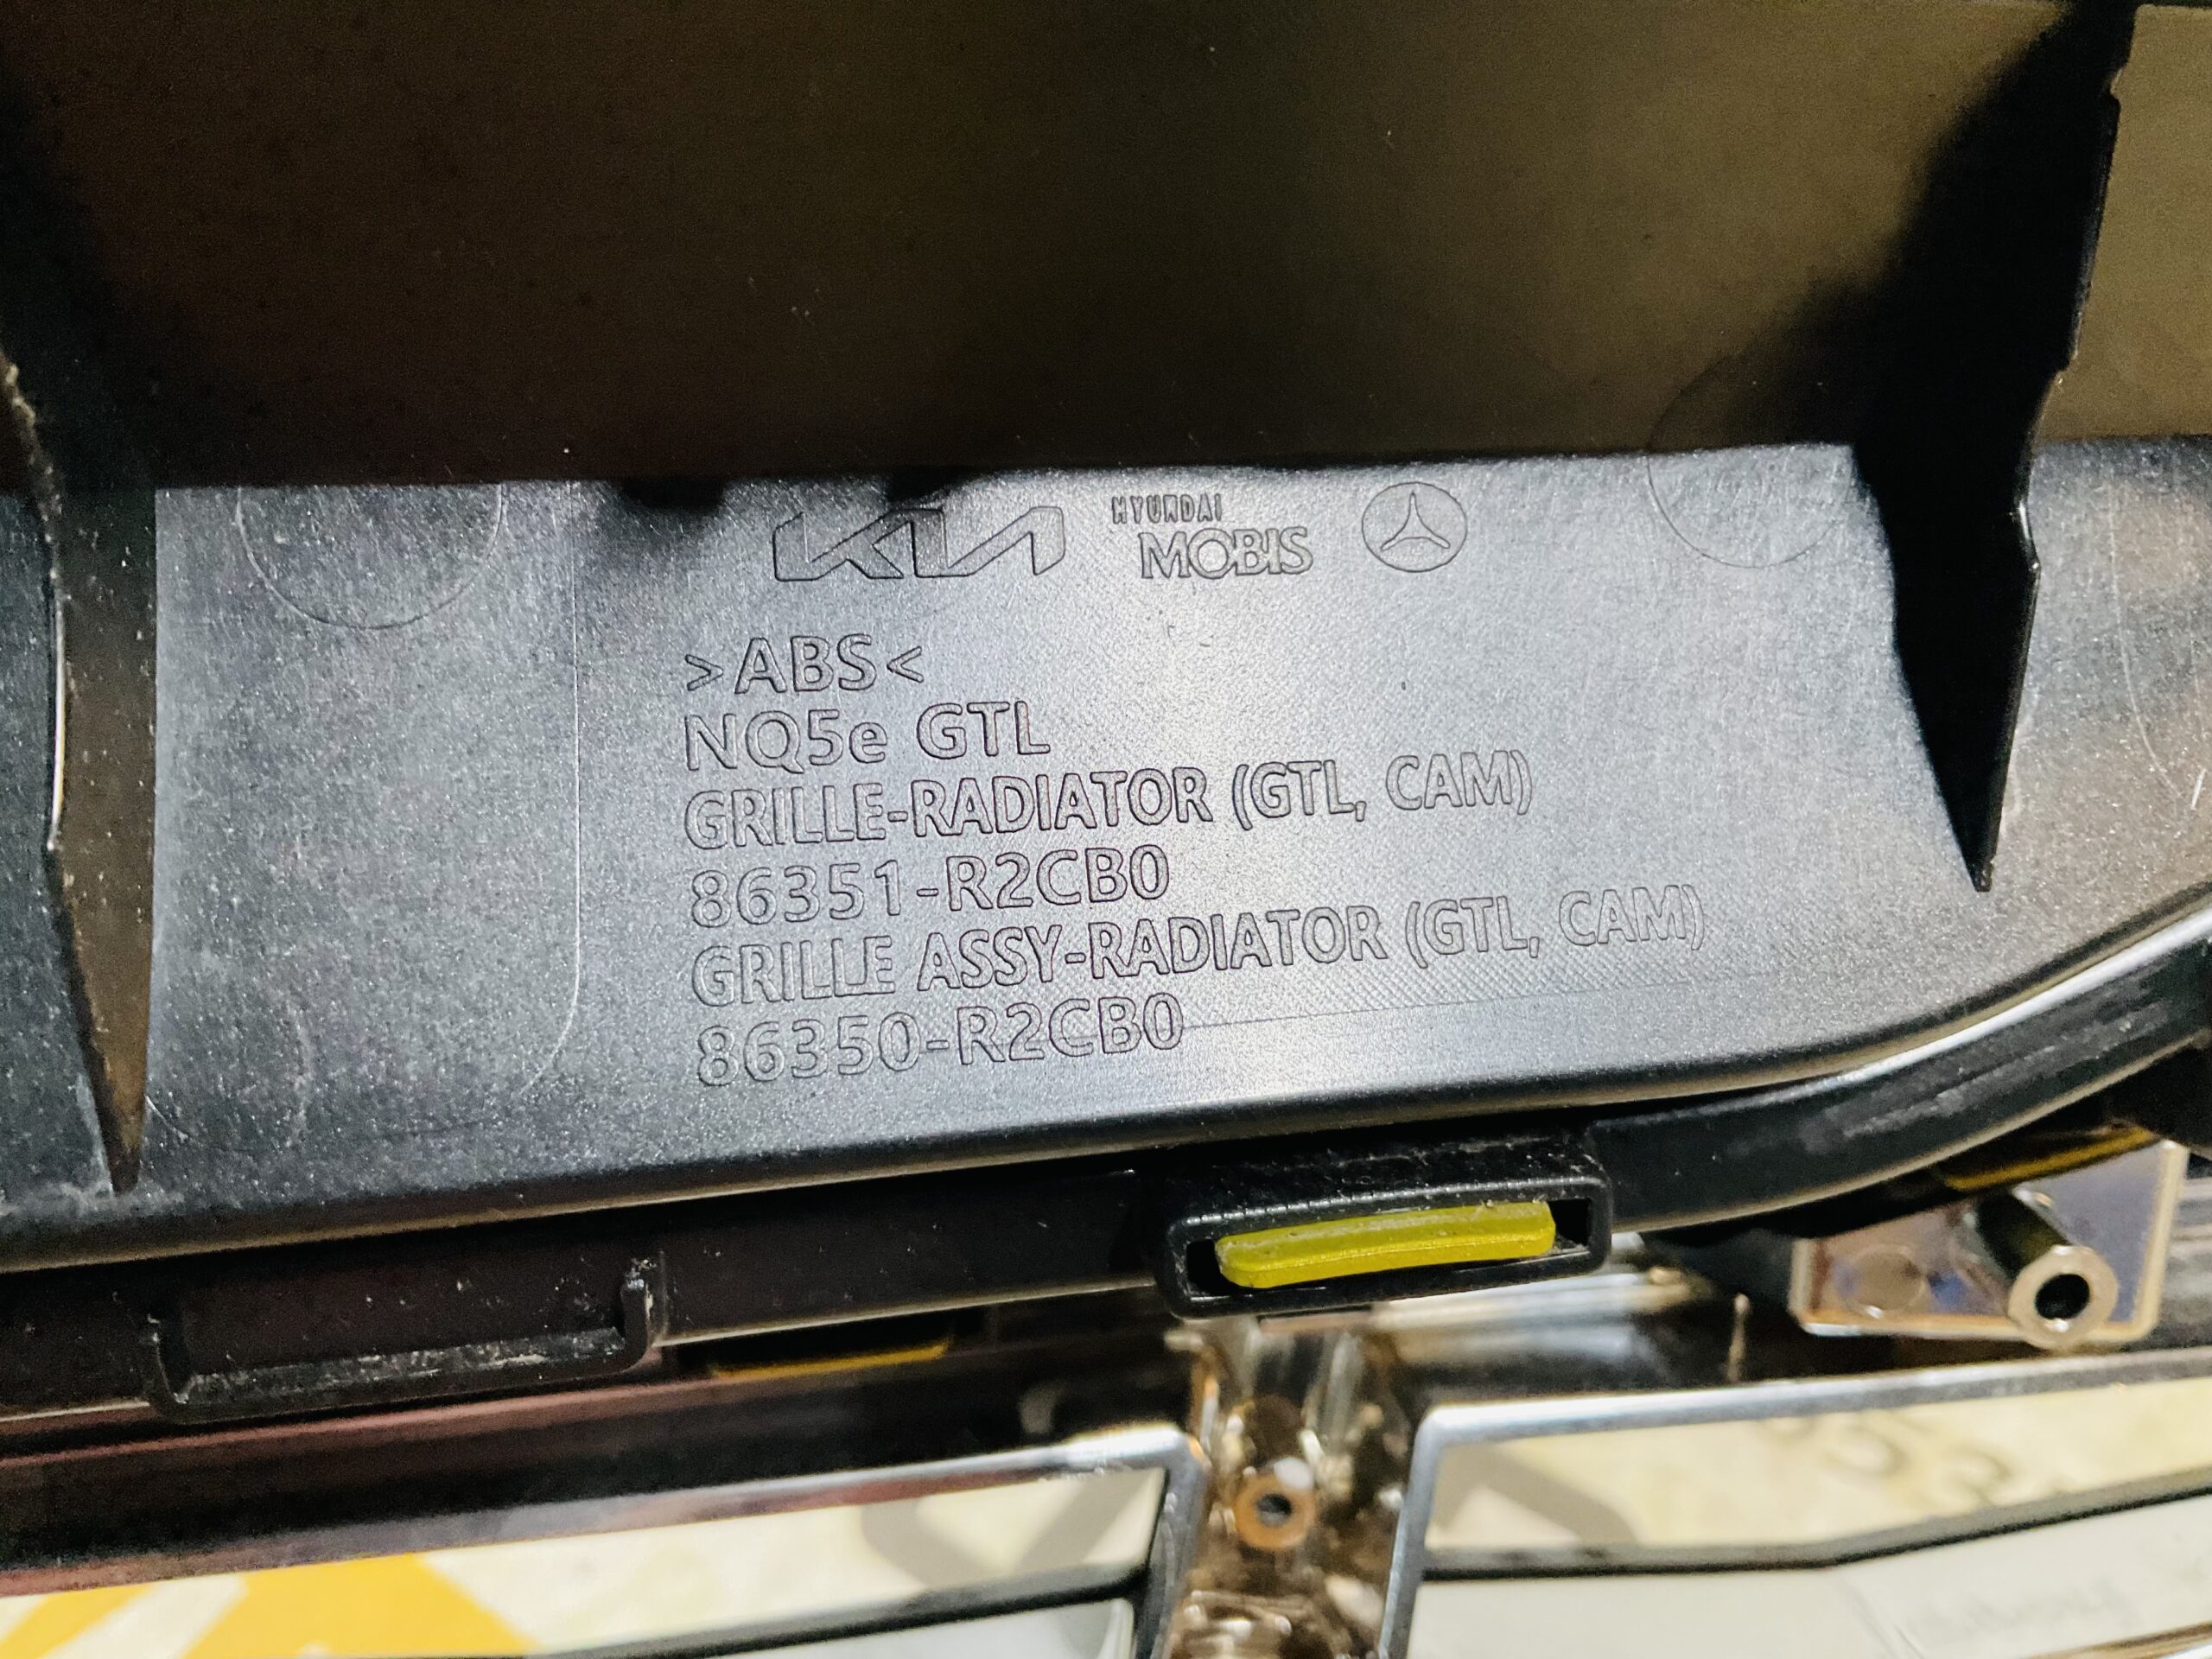 KIA HYUNDAI MOBIS
>ABS<
NQ5e GTL
GRILLE-RADIATOR (GTL, CAM)
86351-R2CB0
GRILLE ASSY-RADIATOR (GTL, CAM)
86350-R2CB0